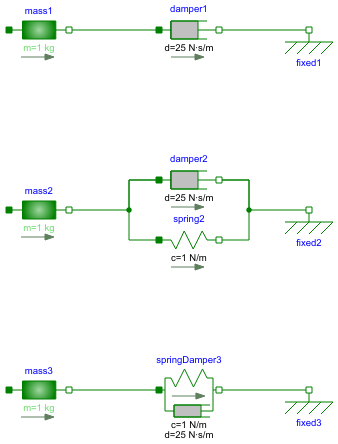 mass1
damper1
m=1 kg
d=25 N·s/m
fixed1
mass2
damper2
m=1 kg
d=25 N·s/m
spring2
c=1 N/m
fixed2
mass3
springDamper3
m=1 kg
c=1 N/m
d=25 N·s/m
fixed3